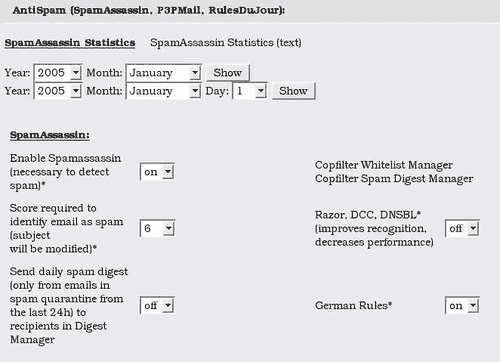 AntiSpam (SpamAssassin, P3PMail, RulesDuJour):
SpamAssassin Statistics SpamAssassin Statistics (text)
Year: 2005 Month: January Show
Year: 2005 Month: January Day: 1 Show
SpamAssassin:
Enable Spamassassin
(necessary to detect
spam)*
on
Copfilter Whitelist Manager
Copfilter Spam Digest Manager
Score required to
identify email as spam
(subject
will be modified)*
6
Razor, DCC, DNSBL*
(improves recognition,
decreases performance)
off
Send daily spam digest
(only from emails in
spam quarantine from
the last 24h) to
recipients in Digest
Manager
off
German Rules*
on